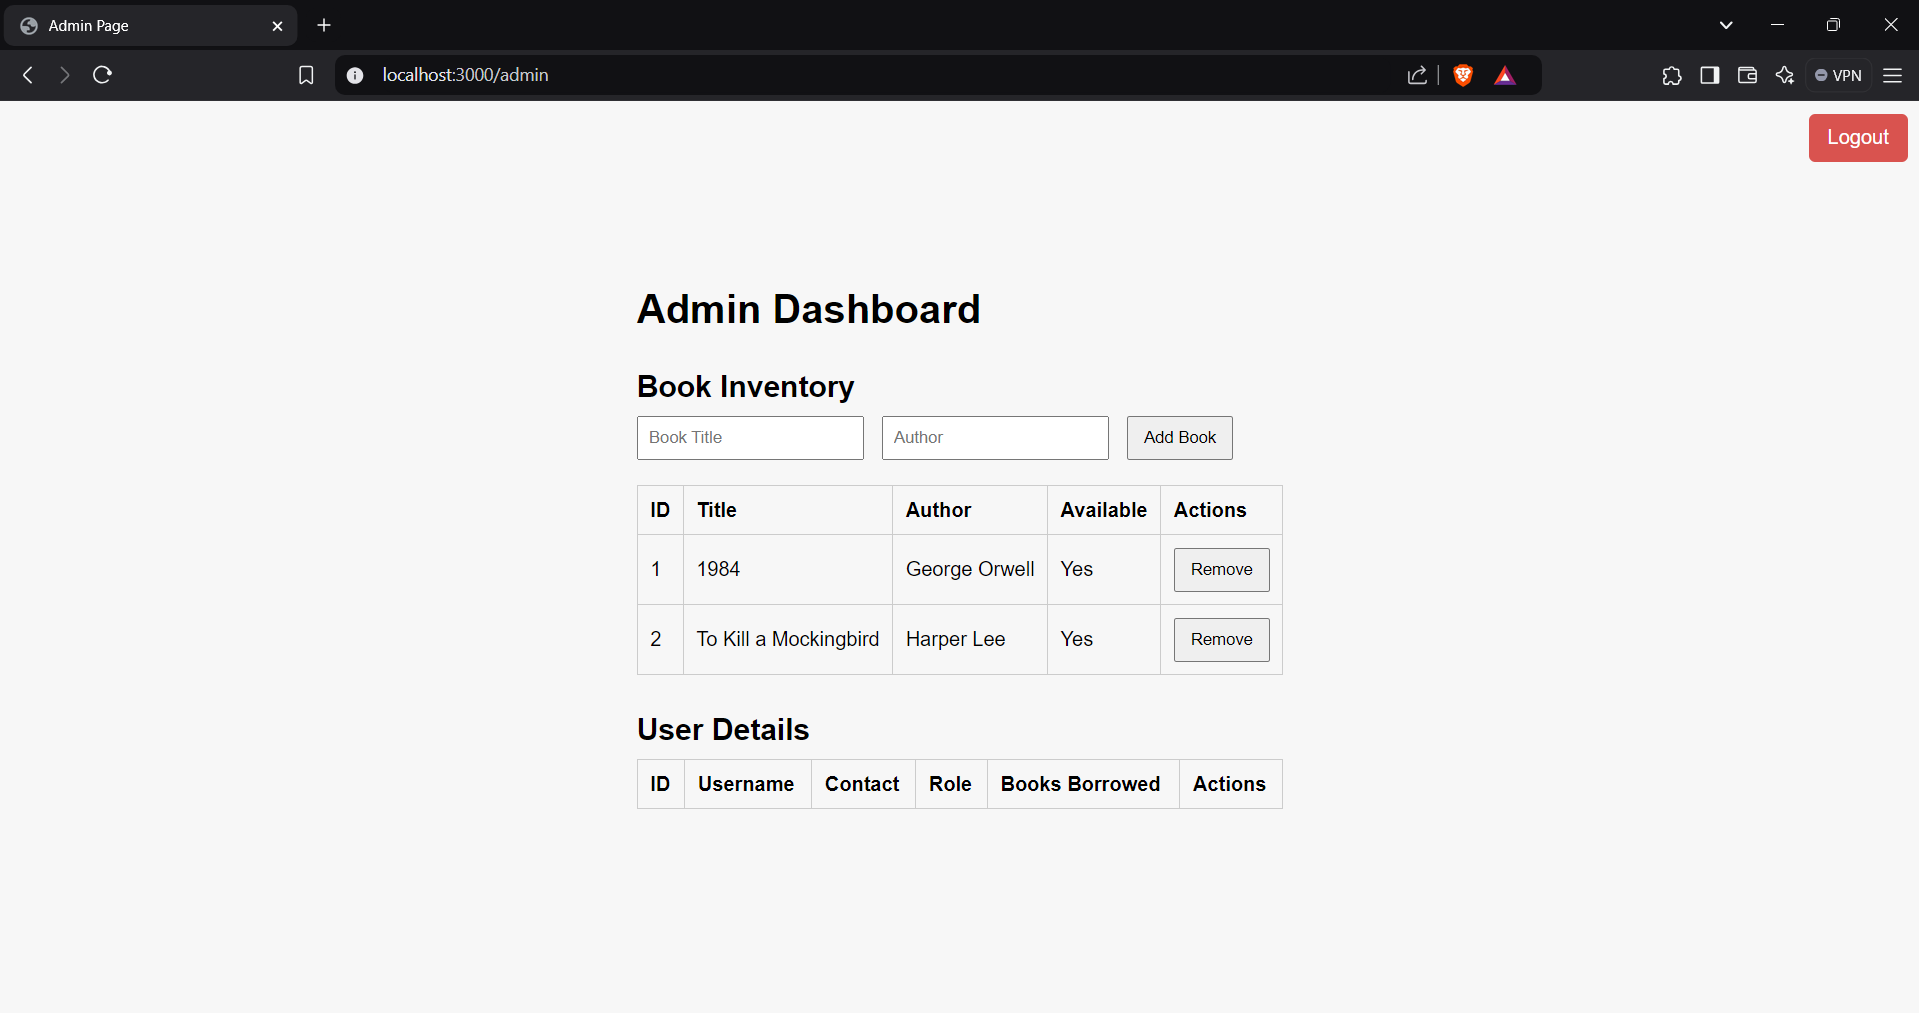 Admin Page
localhost:3000/admin
VPN
Logout
Admin Dashboard
Book Inventory
Book Title Author Add Book
ID Title Author Available Actions
1 1984 George Orwell Yes Remove
2 To Kill a Mockingbird Harper Lee Yes Remove
User Details
ID Username Contact Role Books Borrowed Actions